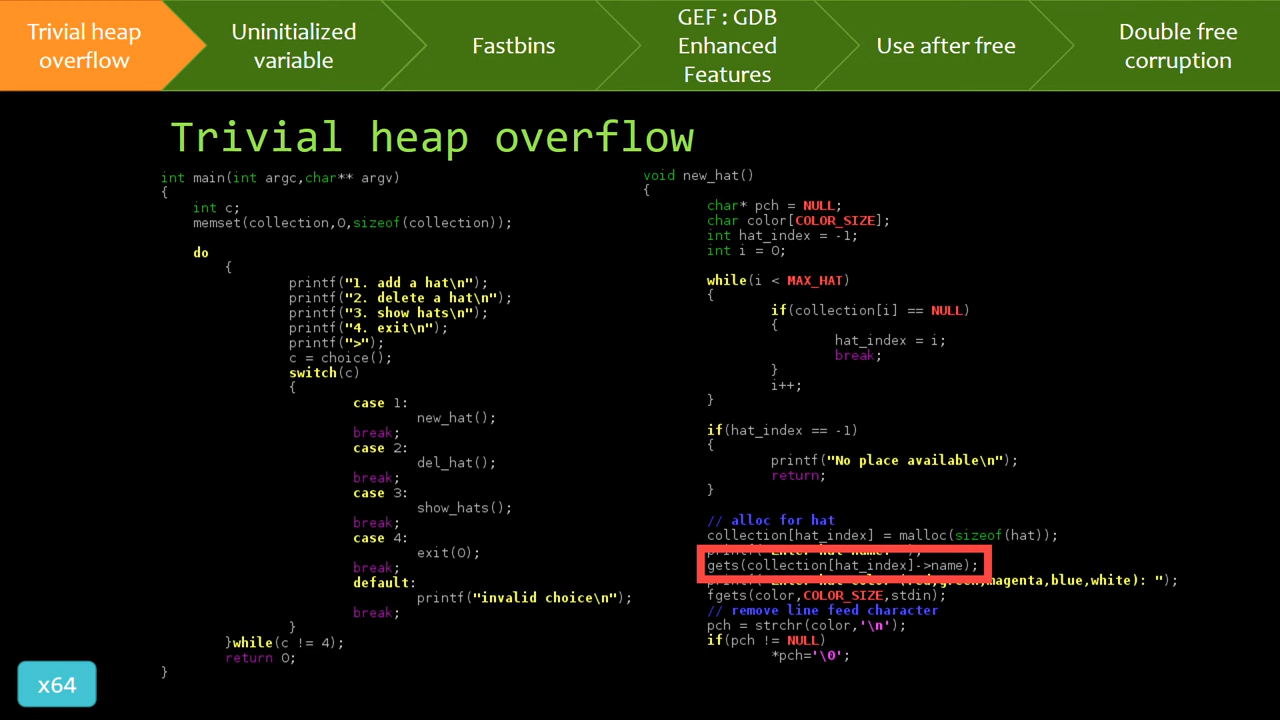 Trivial heap
overflow
Uninitialized
variable
Fastbins
GEF : GDB
Enhanced
Features
Use after free
Double free
corruption
Trivial heap overflow
int main(int argc,char** argv)
{
int c;
memset(collection,0,sizeof(collection));
do
{
printf("1. add a hat\n");
printf("2. delete a hat\n");
printf("3. show hats\n");
printf("4. exit\n");
printf(">");
c = choice();
switch(c)
{
case 1:
new_hat();
break;
case 2:
del_hat();
break;
case 3:
show_hats();
break;
case 4:
exit(0);
break;
default:
printf("invalid choice\n");
break;
}
}while(c != 4);
return 0;
}
void new_hat()
{
char* pch = NULL;
char color[COLOR_SIZE];
int hat_index = -1;
int i = 0;
while(i < MAX_HAT)
{
if(collection[i] == NULL)
{
hat_index = i;
break;
}
i++;
}
if(hat_index == -1)
{
printf("No place available\n");
return;
}
// alloc for hat
collection[hat_index] = malloc(sizeof(hat));
gets(collection[hat_index]->name);
magenta,blue,white): ");
fgets(color,COLOR_SIZE,stdin);
// remove line feed character
pch = strchr(color,'\n');
if(pch != NULL)
*pch='\0';
x64